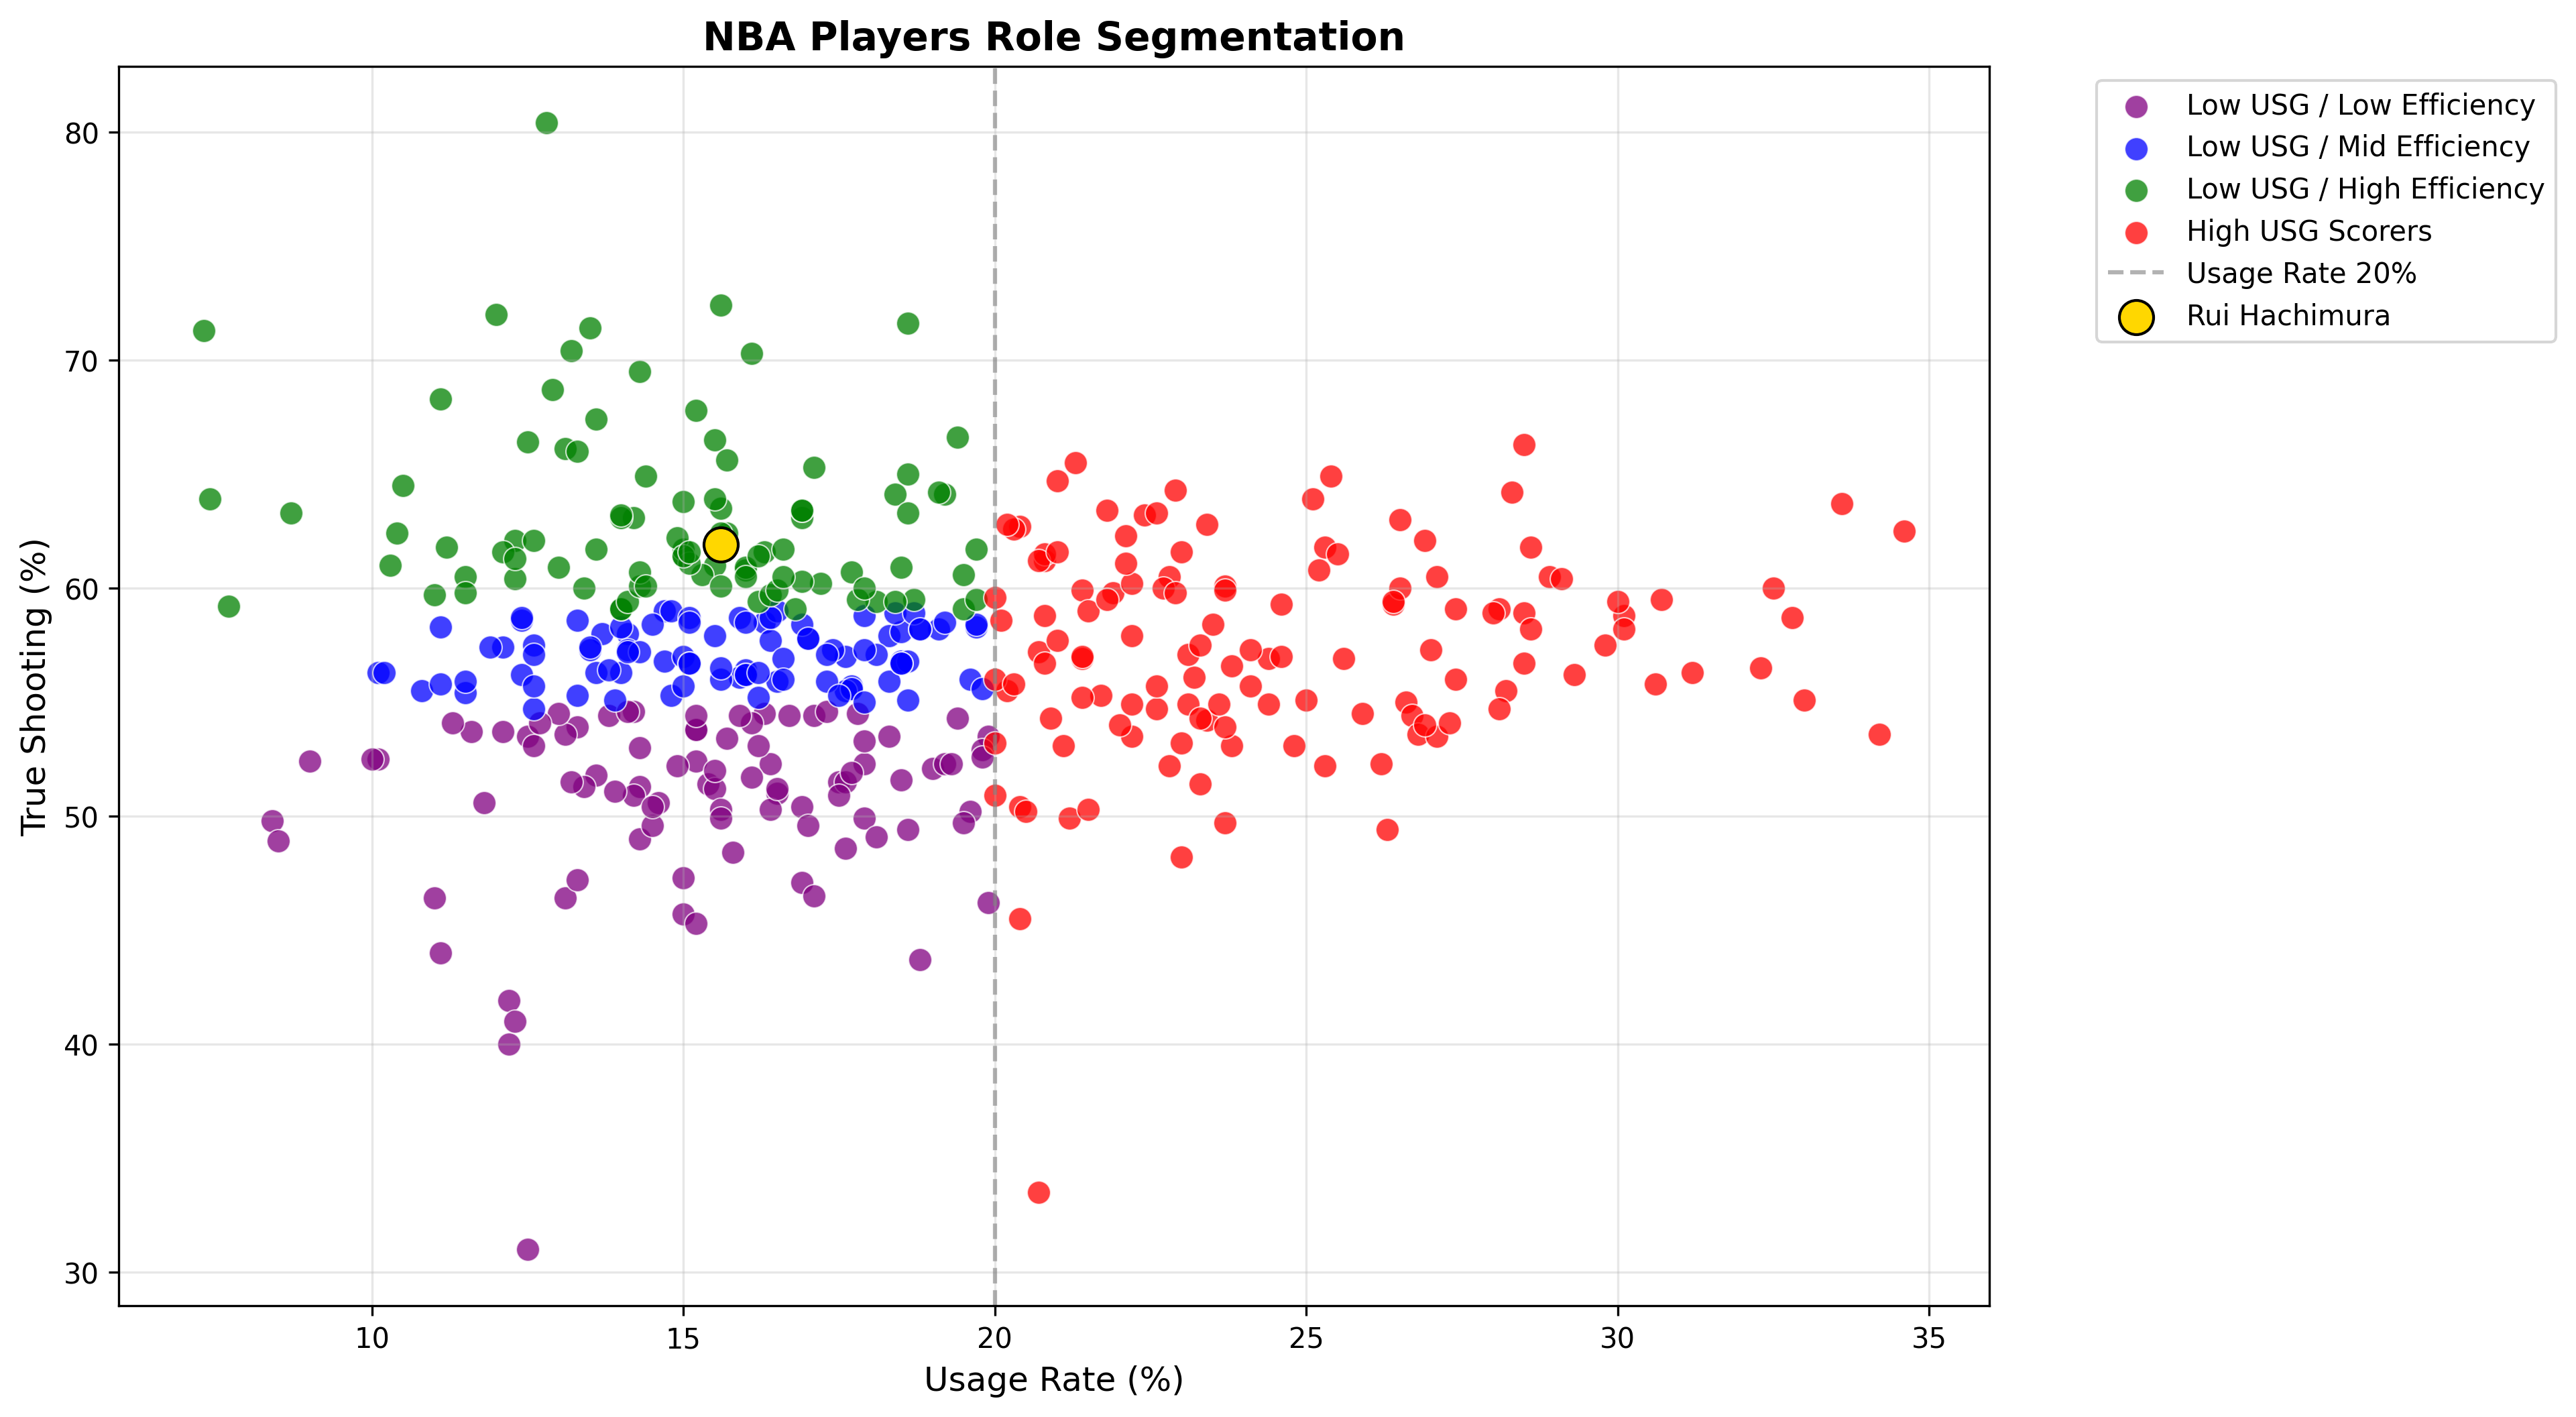 NBA Players Role Segmentation
Low USG / Low Efficiency
Low USG / Mid Efficiency
Low USG / High Efficiency
High USG Scorers
Usage Rate 20%
Rui Hachimura
True Shooting (%)
80
70
60
50
40
30
10 15 20 25 30 35
Usage Rate (%)